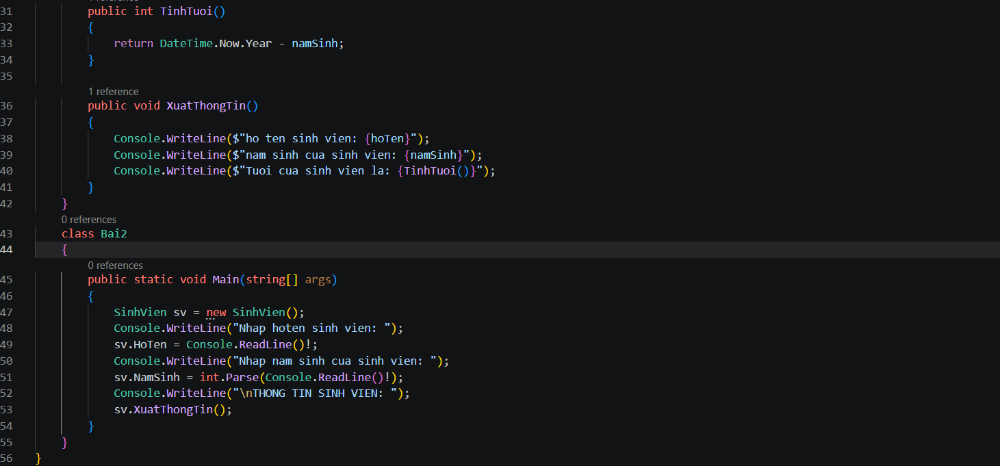 31 public int TinhTuoi()
32 {
33 return DateTime.Now.Year - namSinh;
34 }
35
1 reference
36 public void XuatThongTin()
37 {
38 Console.WriteLine($"ho ten sinh vien: {hoTen}");
39 Console.WriteLine($"nam sinh cua sinh vien: {namSinh}");
40 Console.WriteLine($"Tuoi cua sinh vien la: {TinhTuoi()}");
41 }
42 }
0 references
43 class Bai2
44 {
0 references
45 public static void Main(string[] args)
46 {
47 SinhVien sv = new SinhVien();
48 Console.WriteLine("Nhap hoten sinh vien: ");
49 sv.HoTen = Console.ReadLine()!;
50 Console.WriteLine("Nhap nam sinh cua sinh vien: ");
51 sv.NamSinh = int.Parse(Console.ReadLine()!);
52 Console.WriteLine("\nTHONG TIN SINH VIEN: ");
53 sv.XuatThongTin();
54 }
55 }
56 }